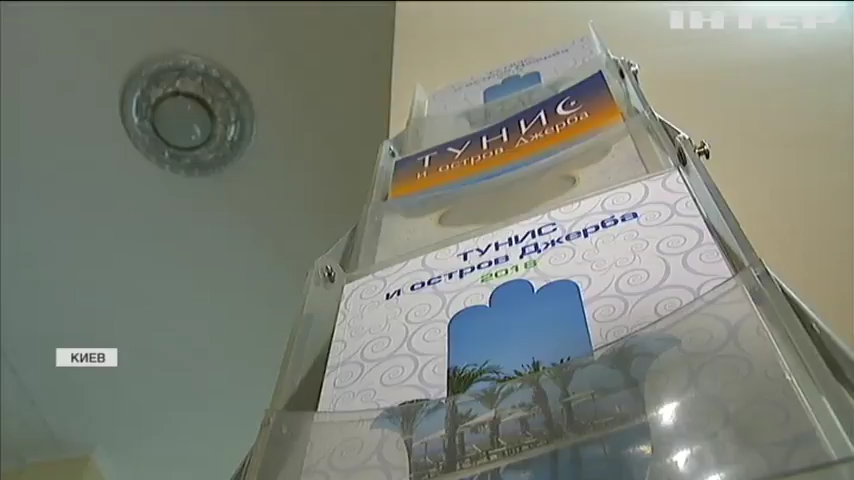 ІНТЕР
ТУНИС
и остров Джерба
ТУНИС
и остров Джерба
2018
КИЕВ